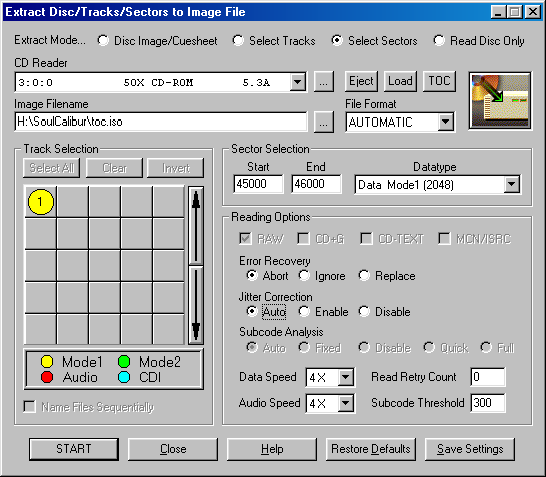 Extract Disc/Tracks/Sectors to Image File
Extract Mode... Disc Image/Cuesheet Select Tracks Select Sectors Read Disc Only
CD Reader
3:0:0 50X CD-ROM 5.3A ... Eject Load TOC
Image Filename File Format
H:\SoulCalibur\toc.iso ... AUTOMATIC
Track Selection
Select All Clear Invert
1
Mode1 Mode2
Audio CDI
Name Files Sequentially
Sector Selection
Start End Datatype
45000 46000 Data Mode1 (2048)
Reading Options
RAW CD+G CD-TEXT MCN/ISRC
Error Recovery
Abort Ignore Replace
Jitter Correction
Auto Enable Disable
Subcode Analysis
Auto Fixed Disable Quick Full
Data Speed 4X Read Retry Count 0
Audio Speed 4X Subcode Threshold 300
START Close Help Restore Defaults Save Settings